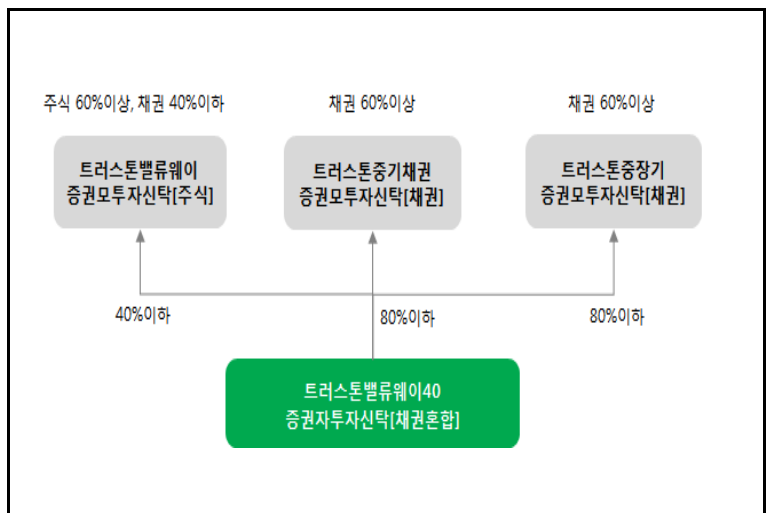 주식 60%이상, 채권 40%이하
채권 60%이상
채권 60%이상
트러스톤밸류웨이
증권모투자신탁[주식]
트러스톤중기채권
증권모투자신탁[채권]
트러스톤중장기
증권모투자신탁[채권]
40%이하
80%이하
80%이하
트러스톤밸류웨이40
증권자투자신탁[채권혼합]